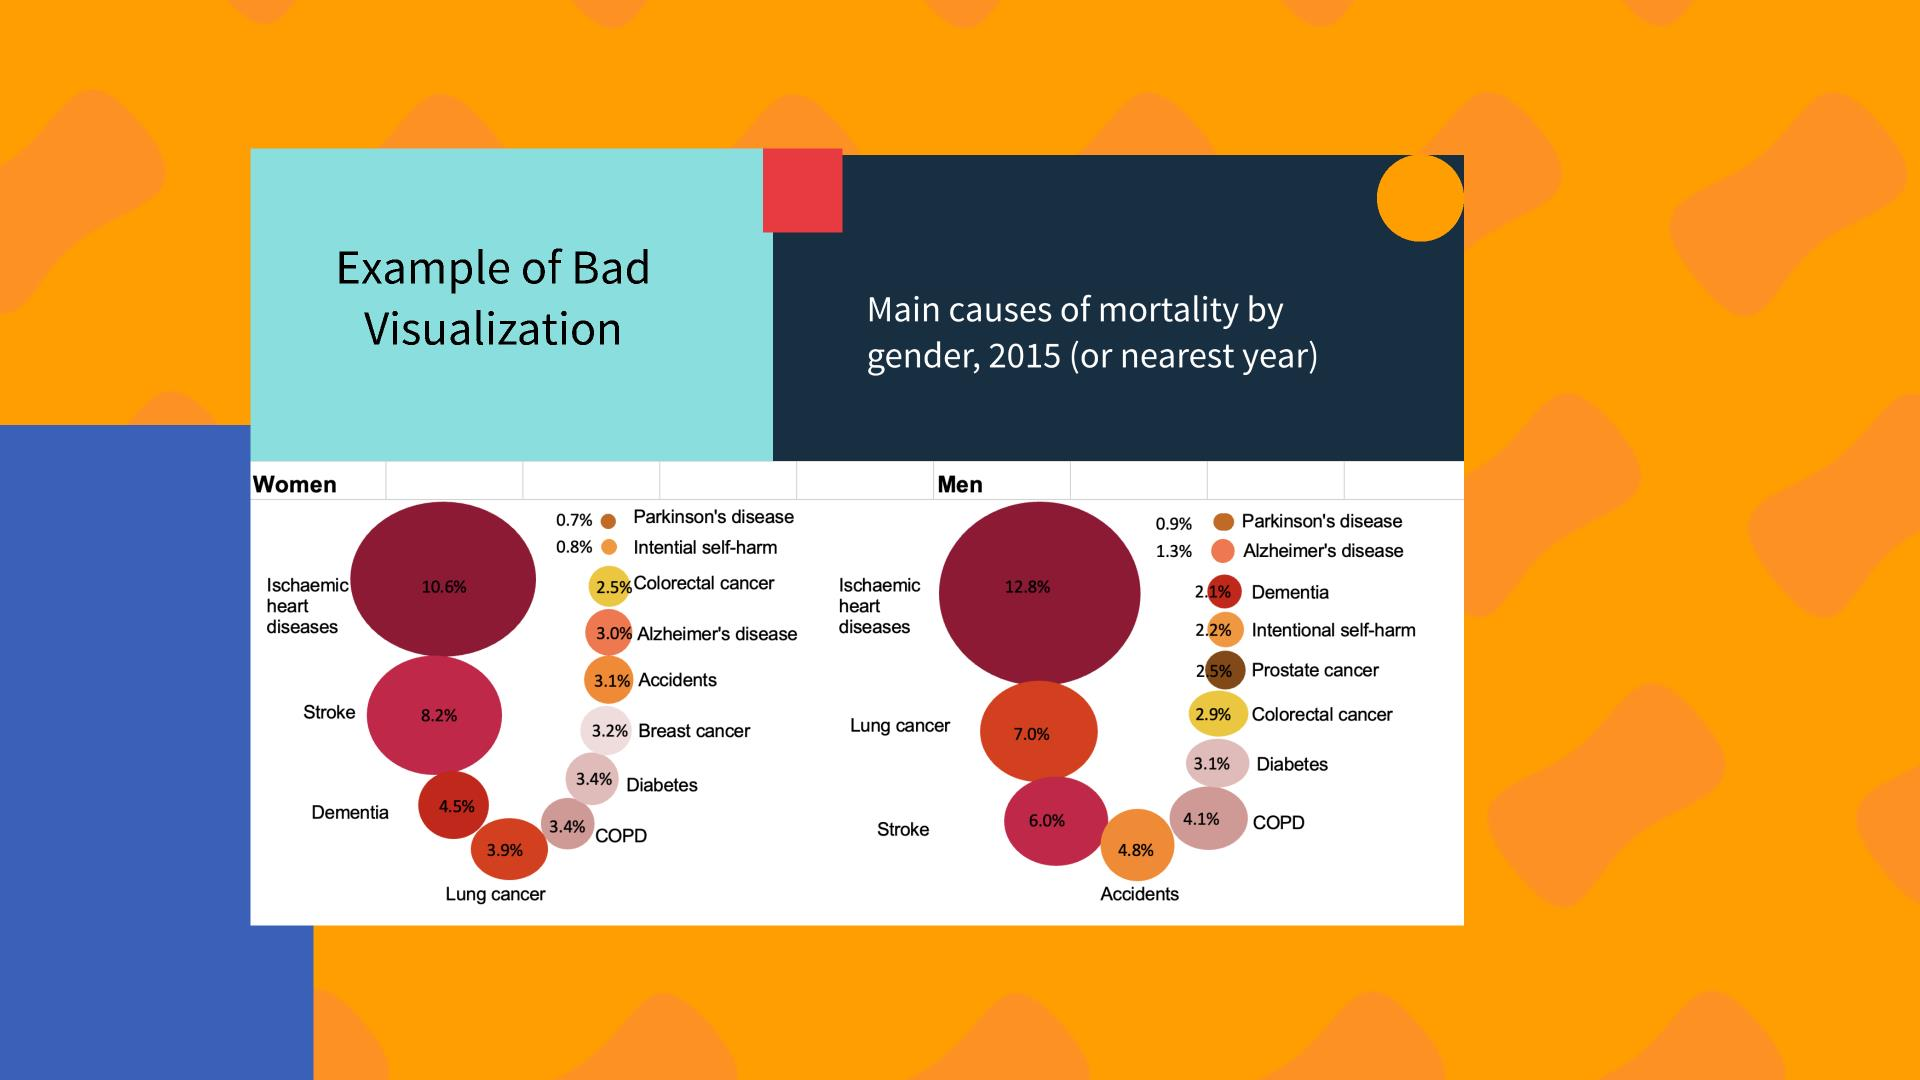 Example of Bad
Visualization
Main causes of mortality by
gender, 2015 (or nearest year)
Women
Ischaemic
heart
diseases
10.6%
Stroke
8.2%
Dementia
4.5%
3.9%
Lung cancer
3.4%
COPD
3.4%
Diabetes
3.2%
Breast cancer
3.1%
Accidents
3.0%
Alzheimer's disease
2.5%
Colorectal cancer
0.8%
Intential self-harm
0.7%
Parkinson's disease
Men
Ischaemic
heart
diseases
12.8%
Lung cancer
7.0%
Stroke
6.0%
4.8%
Accidents
4.1%
COPD
3.1%
Diabetes
2.9%
Colorectal cancer
2.5%
Prostate cancer
2.2%
Intentional self-harm
2.1%
Dementia
1.3%
Alzheimer's disease
0.9%
Parkinson's disease